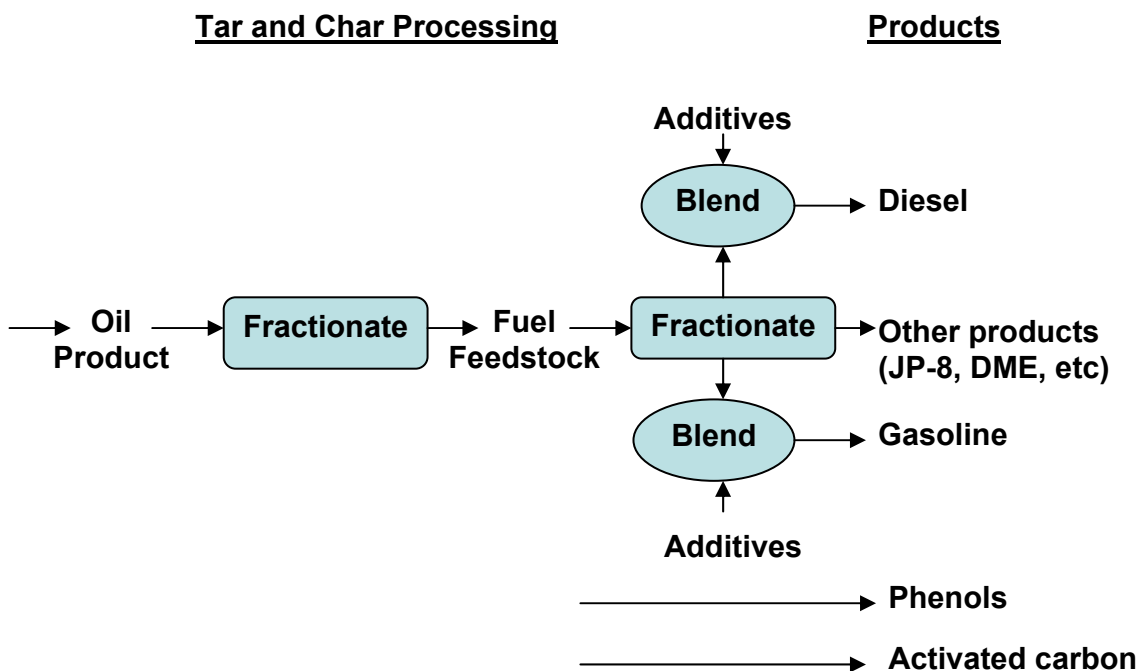 Tar and Char Processing
Products
Additives
Blend
Diesel
Oil
Product
Fractionate
Fuel
Feedstock
Fractionate
Other products
(JP-8, DME, etc)
Blend
Gasoline
Additives
Phenols
Activated carbon